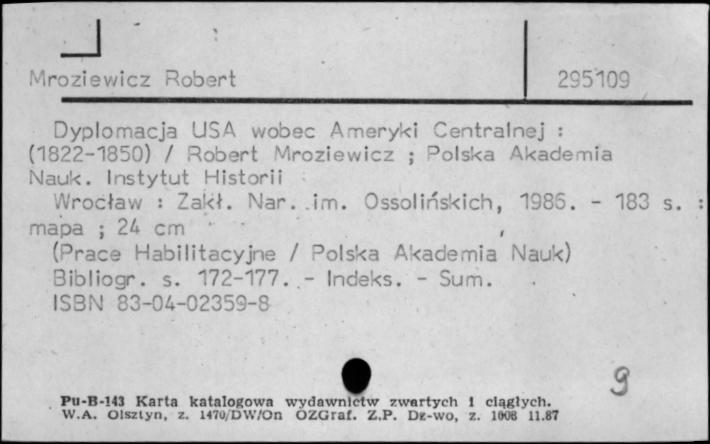 Mroziewicz Robert 295109
Dyplomacja USA wobec Ameryki Centralnej :
(1822-1850) / Robert Mroziewicz ; Polska Akademia
Nauk. Instytut Historii
Wrocław : Zakł. Nar. im. Ossolińskich, 1986. - 183 s. :
mapa ; 24 cm
(Prace Habilitacyjne / Polska Akademia Nauk)
Bibliogr. s. 172-177. - Indeks. - Sum.
ISBN 83-04-02359-8
9
Pu-B-143 Karta katalogowa wydawnictw zwartych i ciągłych.
W.A. Olsztyn, z. 1470/DW/On OZGraf. Z.P. Dz-wo, z. 1008 11.87